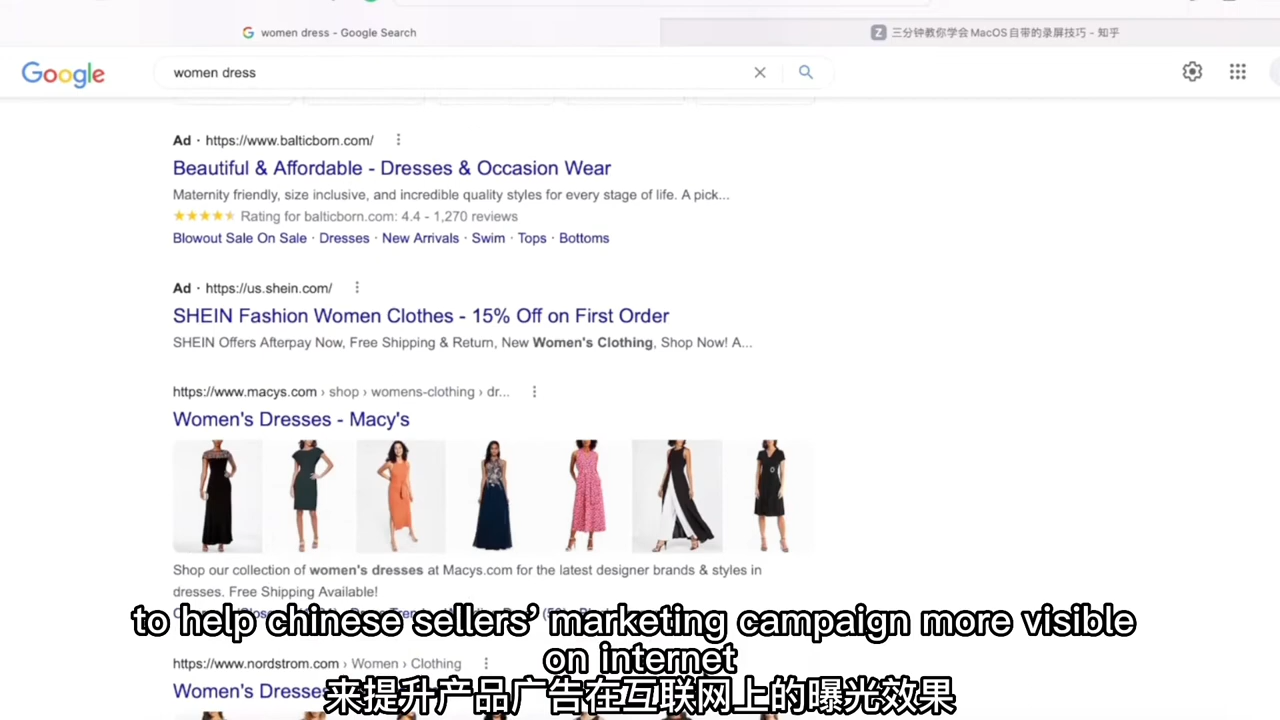 women dress - Google Search
Z 三分钟教你学会MacOS自带的录屏技巧 - 知乎
Google
women dress
Ad · https://www.balticborn.com/
Beautiful & Affordable - Dresses & Occasion Wear
Maternity friendly, size inclusive, and incredible quality styles for every stage of life. A pick...
Rating for balticborn.com: 4.4 - 1,270 reviews
Blowout Sale On Sale · Dresses · New Arrivals · Swim · Tops · Bottoms
Ad · https://us.shein.com/
SHEIN Fashion Women Clothes - 15% Off on First Order
SHEIN Offers Afterpay Now, Free Shipping & Return, New Women's Clothing, Shop Now! A...
https://www.macys.com › shop › womens-clothing › dr...
Women's Dresses - Macy's
Shop our collection of women's dresses at Macys.com for the latest designer brands & styles in
dresses. Free Shipping Available!
to help chinese sellers' marketing campaign more visible
on internet
https://www.nordstrom.com › Women › Clothing
Women's Dresses
来提升产品广告在互联网上的曝光效果